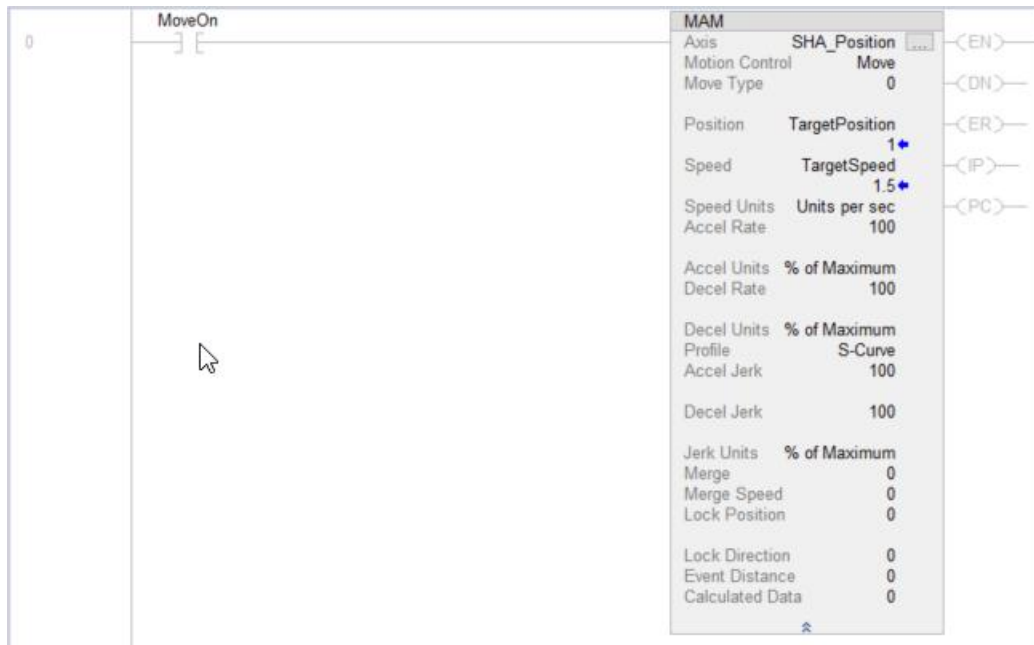 MoveOn
0
MAM
Axis SHA_Position ... (EN)
Motion Control Move
Move Type 0 (DN)
Position TargetPosition (ER)
1
Speed TargetSpeed (IP)
1.5
Speed Units Units per sec (PC)
Accel Rate 100
Accel Units % of Maximum
Decel Rate 100
Decel Units % of Maximum
Profile S-Curve
Accel Jerk 100
Decel Jerk 100
Jerk Units % of Maximum
Merge 0
Merge Speed 0
Lock Position 0
Lock Direction 0
Event Distance 0
Calculated Data 0